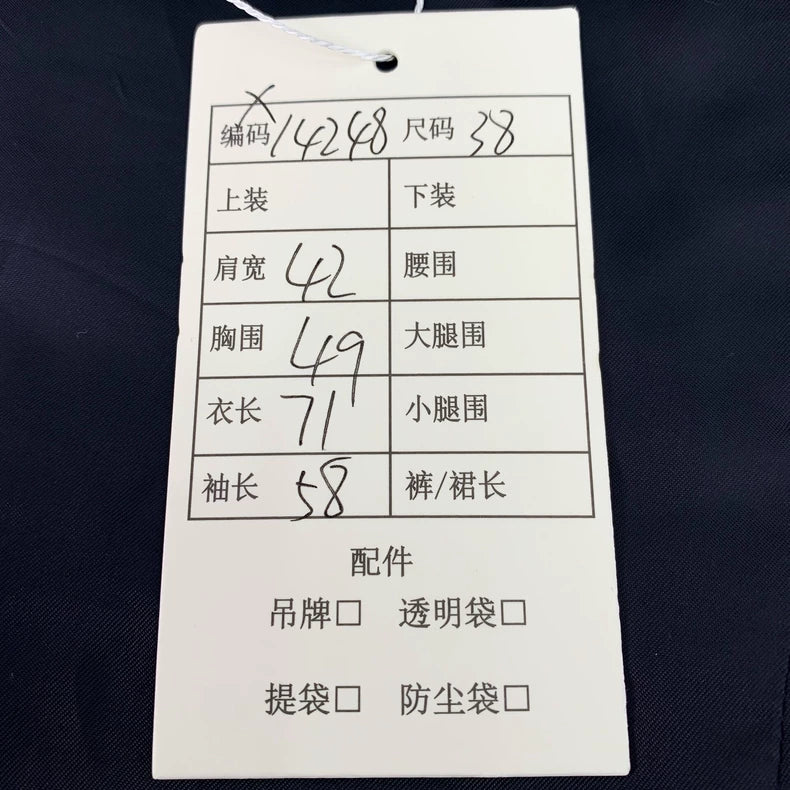 X
编码 14248 尺码 38
上装 下装
肩宽 42 腰围
胸围 49 大腿围
衣长 71 小腿围
袖长 58 裤/裙长
配件
吊牌□ 透明袋□
提袋□ 防尘袋□